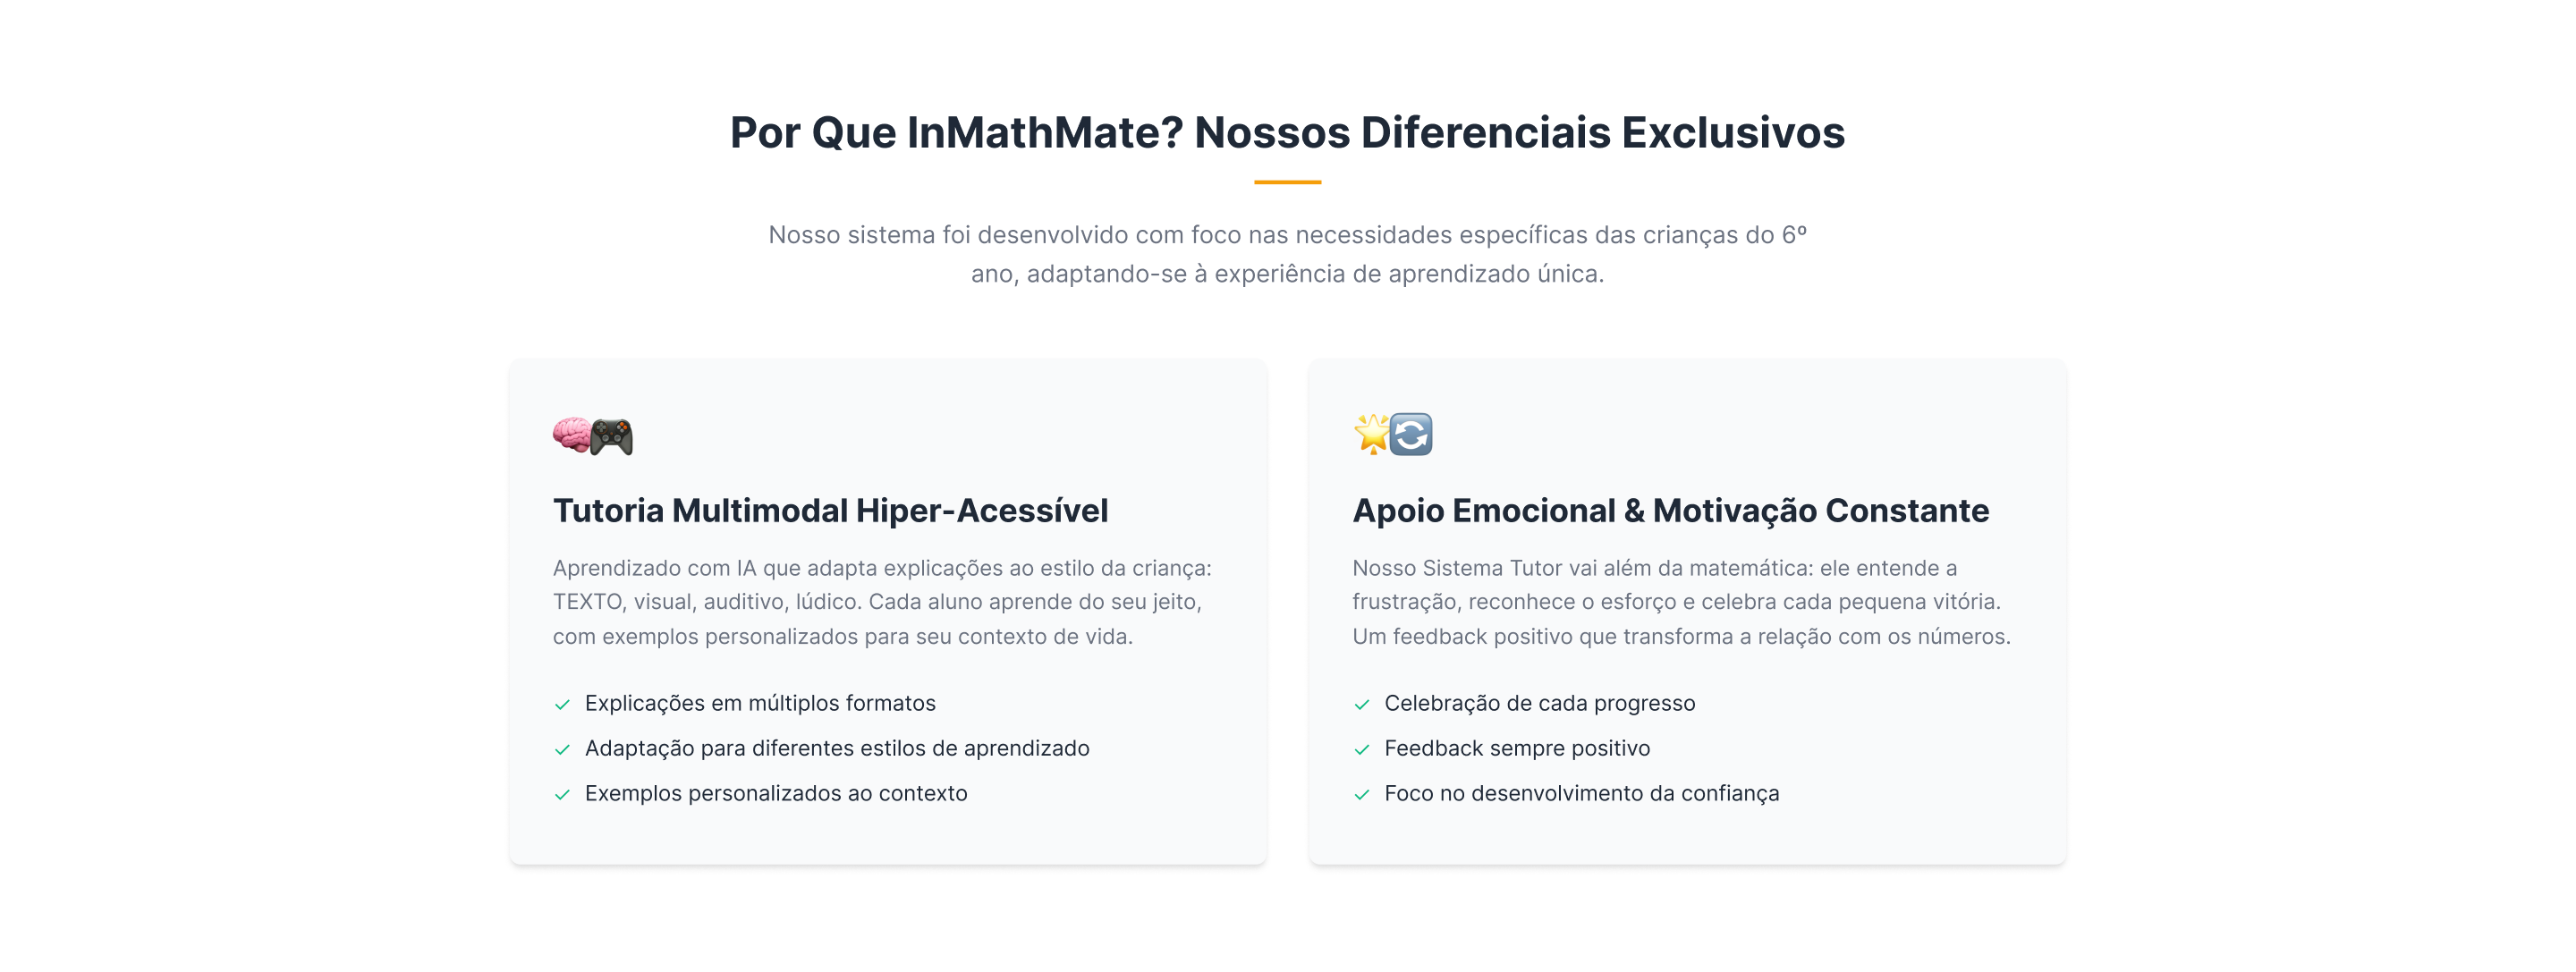 Por Que InMathMate? Nossos Diferenciais Exclusivos
Nosso sistema foi desenvolvido com foco nas necessidades específicas das crianças do 6º
ano, adaptando-se à experiência de aprendizado única.
Tutoria Multimodal Hiper-Acessível
Aprendizado com IA que adapta explicações ao estilo da criança:
TEXTO, visual, auditivo, lúdico. Cada aluno aprende do seu jeito,
com exemplos personalizados para seu contexto de vida.
Explicações em múltiplos formatos
Adaptação para diferentes estilos de aprendizado
Exemplos personalizados ao contexto
Apoio Emocional & Motivação Constante
Nosso Sistema Tutor vai além da matemática: ele entende a
frustração, reconhece o esforço e celebra cada pequena vitória.
Um feedback positivo que transforma a relação com os números.
Celebração de cada progresso
Feedback sempre positivo
Foco no desenvolvimento da confiança